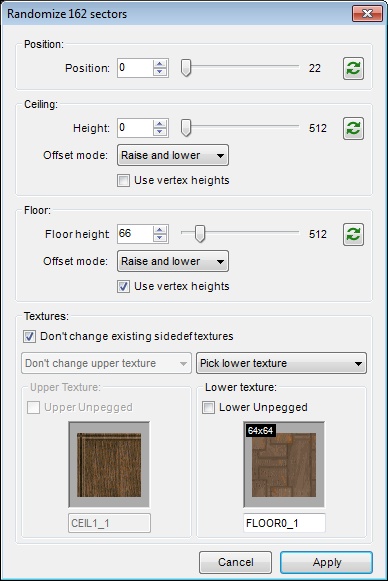 Randomize 162 sectors
Position:
Position: 0 22
Ceiling:
Height: 0 512
Offset mode: Raise and lower
Use vertex heights
Floor:
Floor height: 66 512
Offset mode: Raise and lower
Use vertex heights
Textures:
Don't change existing sidedef textures
Don't change upper texture Pick lower texture
Upper Texture: Lower texture:
Upper Unpegged Lower Unpegged
64x64
CEIL1_1 FLOOR0_1
Cancel Apply